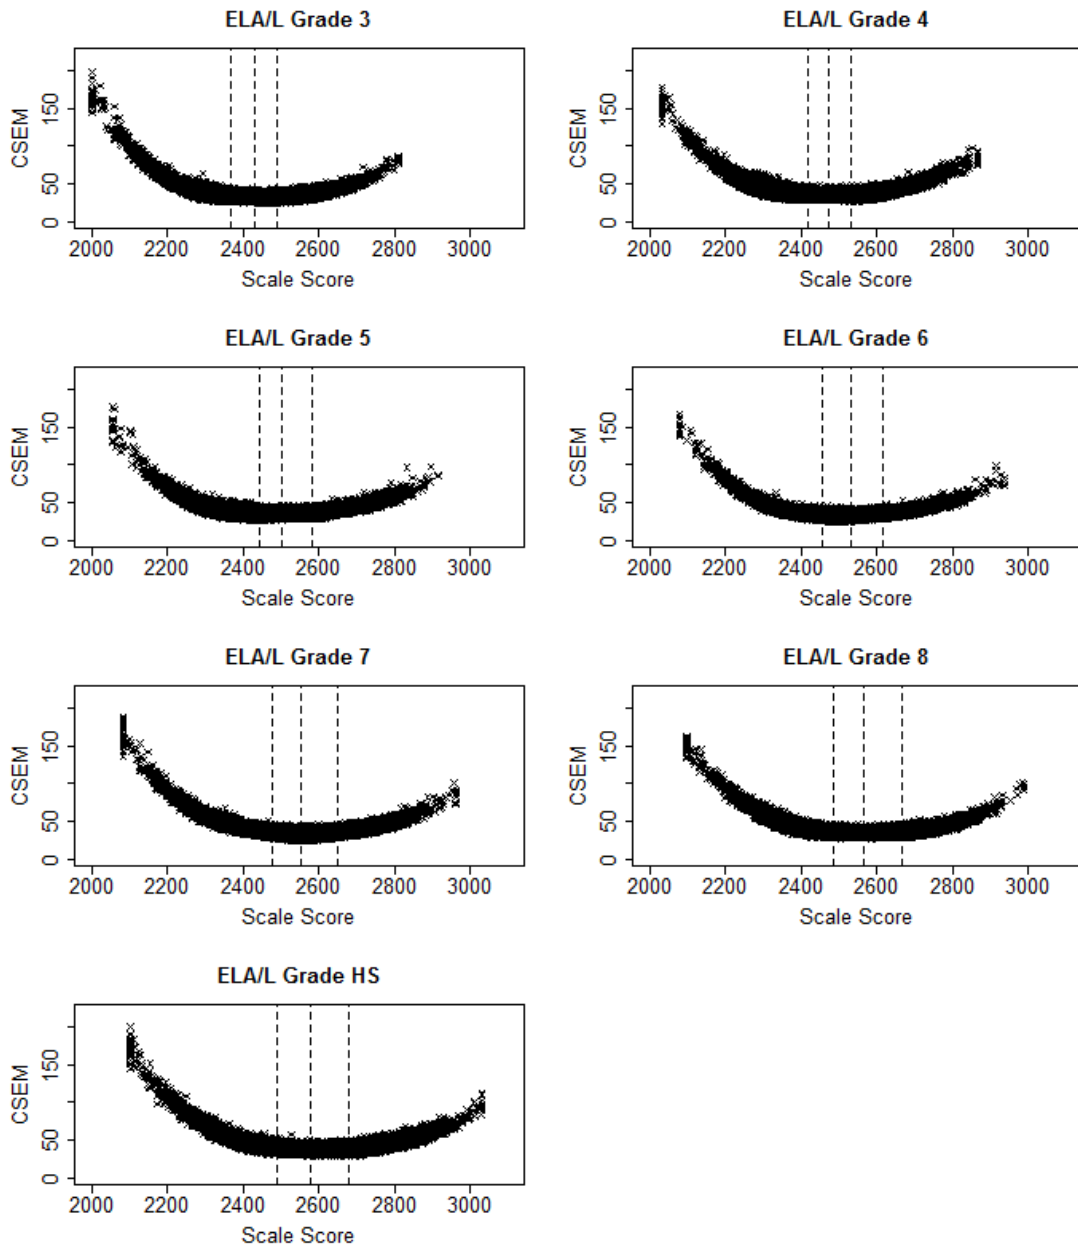 ELA/L Grade 3
CSEM
0 50 150
2000 2200 2400 2600 2800 3000
Scale Score
ELA/L Grade 4
CSEM
0 50 150
2000 2200 2400 2600 2800 3000
Scale Score
ELA/L Grade 5
CSEM
0 50 150
2000 2200 2400 2600 2800 3000
Scale Score
ELA/L Grade 6
CSEM
0 50 150
2000 2200 2400 2600 2800 3000
Scale Score
ELA/L Grade 7
CSEM
0 50 150
2000 2200 2400 2600 2800 3000
Scale Score
ELA/L Grade 8
CSEM
0 50 150
2000 2200 2400 2600 2800 3000
Scale Score
ELA/L Grade HS
CSEM
0 50 150
2000 2200 2400 2600 2800 3000
Scale Score